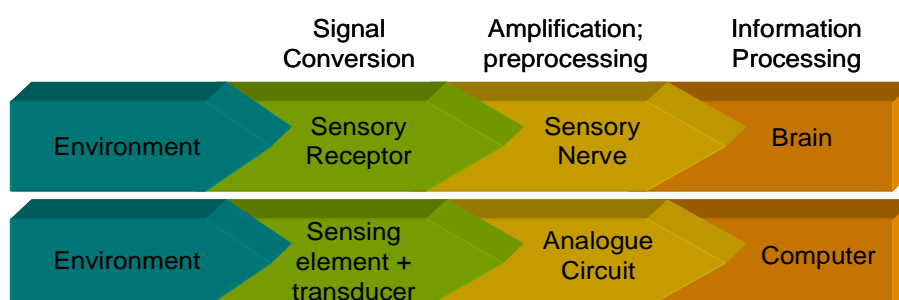 Signal Amplification; Information
Conversion preprocessing Processing
Environment Sensory Receptor Sensory Nerve Brain
Environment Sensing element + transducer Analogue Circuit Computer